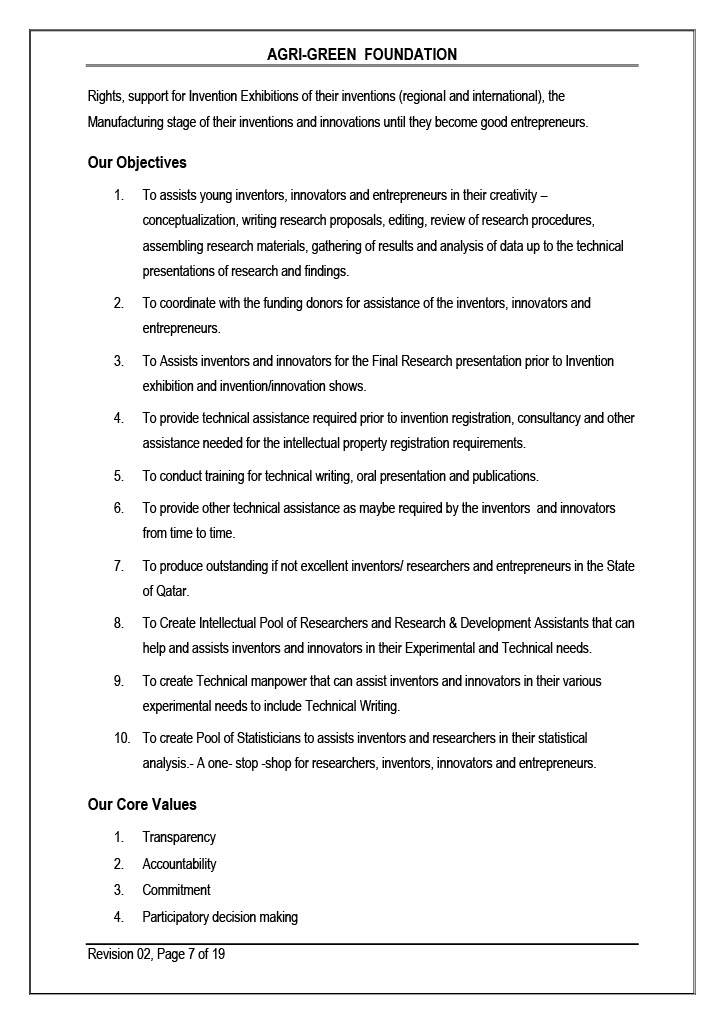 AGRI-GREEN FOUNDATION
Rights, support for Invention Exhibitions of their inventions (regional and international), the
Manufacturing stage of their inventions and innovations until they become good entrepreneurs.
Our Objectives
1. To assists young inventors, innovators and entrepreneurs in their creativity –
conceptualization, writing research proposals, editing, review of research procedures,
assembling research materials, gathering of results and analysis of data up to the technical
presentations of research and findings.
2. To coordinate with the funding donors for assistance of the inventors, innovators and
entrepreneurs.
3. To Assists inventors and innovators for the Final Research presentation prior to Invention
exhibition and invention/innovation shows.
4. To provide technical assistance required prior to invention registration, consultancy and other
assistance needed for the intellectual property registration requirements.
5. To conduct training for technical writing, oral presentation and publications.
6. To provide other technical assistance as maybe required by the inventors and innovators
from time to time.
7. To produce outstanding if not excellent inventors/ researchers and entrepreneurs in the State
of Qatar.
8. To Create Intellectual Pool of Researchers and Research & Development Assistants that can
help and assists inventors and innovators in their Experimental and Technical needs.
9. To create Technical manpower that can assist inventors and innovators in their various
experimental needs to include Technical Writing.
10. To create Pool of Statisticians to assists inventors and researchers in their statistical
analysis.- A one- stop -shop for researchers, inventors, innovators and entrepreneurs.
Our Core Values
1. Transparency
2. Accountability
3. Commitment
4. Participatory decision making
Revision 02, Page 7 of 19